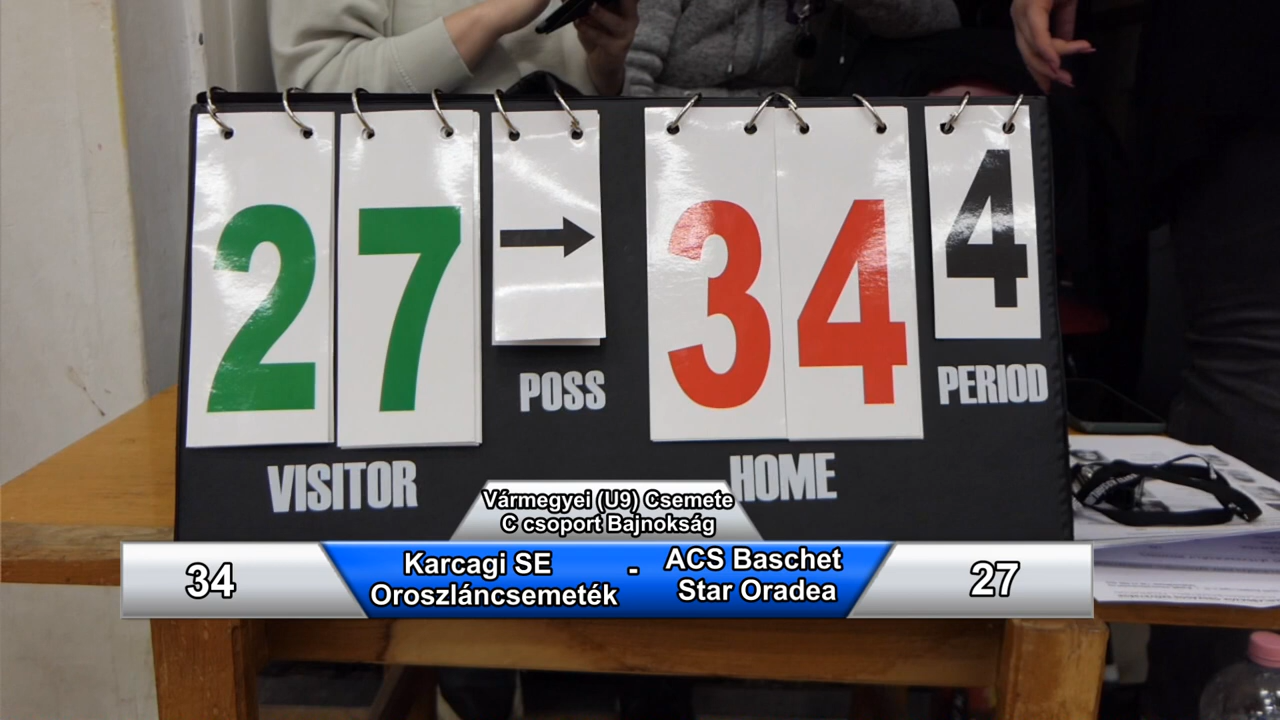 27 → 34 4
POSS
PERIOD
VISITOR
HOME
Vármegyei (U9) Csemete
C csoport Bajnokság
34
Karcagi SE
Oroszláncsemeték
-
ACS Baschet
Star Oradea
27